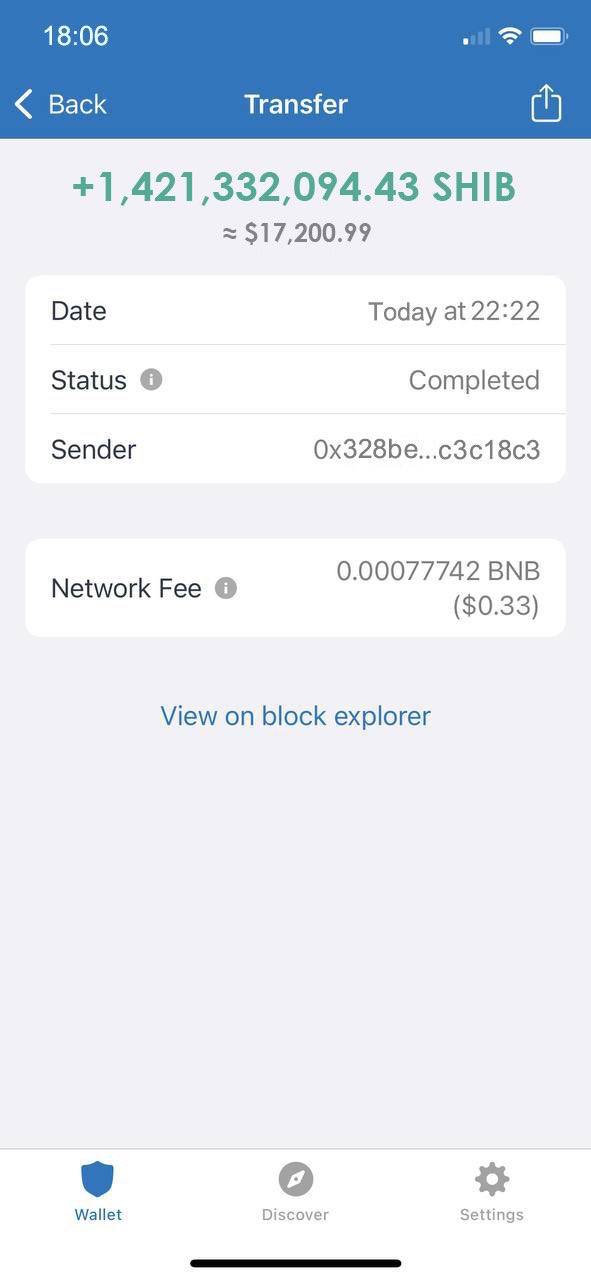 18:06
Back
Transfer
+1,421,332,094.43 SHIB
≈ $17,200.99
Date
Today at 22:22
Status
Completed
Sender
0x328be...c3c18c3
Network Fee
0.00077742 BNB
($0.33)
View on block explorer
Wallet
Discover
Settings